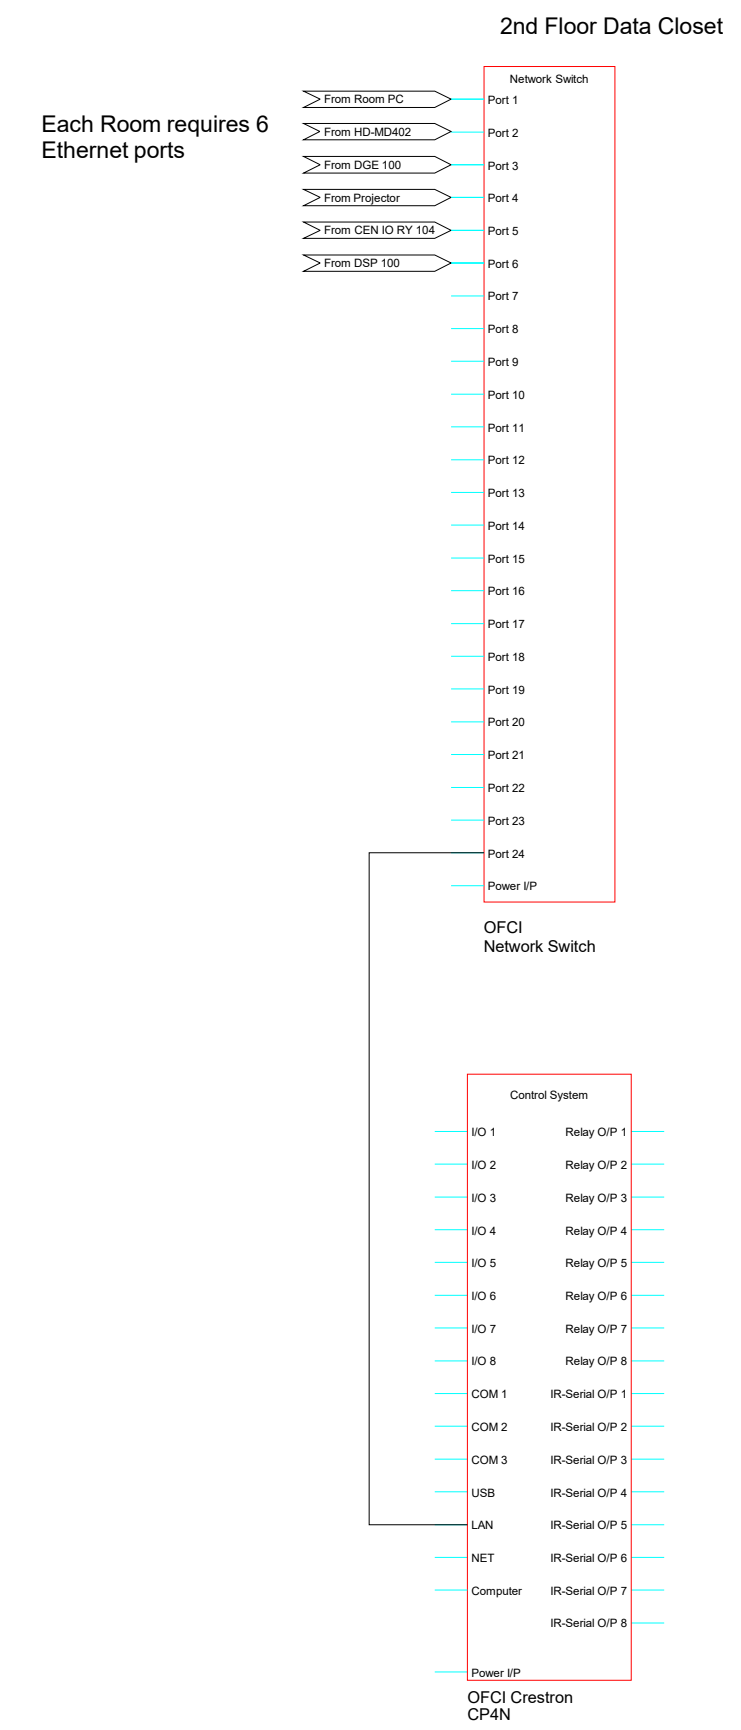 2nd Floor Data Closet
Each Room requires 6
Ethernet ports
Network Switch
From Room PC
Port 1
From HD-MD402
Port 2
From DGE 100
Port 3
From Projector
Port 4
From CEN IO RY 104
Port 5
From DSP 100
Port 6
Port 7
Port 8
Port 9
Port 10
Port 11
Port 12
Port 13
Port 14
Port 15
Port 16
Port 17
Port 18
Port 19
Port 20
Port 21
Port 22
Port 23
Port 24
Power I/P
OFCI
Network Switch
Control System
I/O 1
Relay O/P 1
I/O 2
Relay O/P 2
I/O 3
Relay O/P 3
I/O 4
Relay O/P 4
I/O 5
Relay O/P 5
I/O 6
Relay O/P 6
I/O 7
Relay O/P 7
I/O 8
Relay O/P 8
COM 1
IR-Serial O/P 1
COM 2
IR-Serial O/P 2
COM 3
IR-Serial O/P 3
USB
IR-Serial O/P 4
LAN
IR-Serial O/P 5
NET
IR-Serial O/P 6
Computer
IR-Serial O/P 7
IR-Serial O/P 8
Power I/P
OFCI Crestron
CP4N